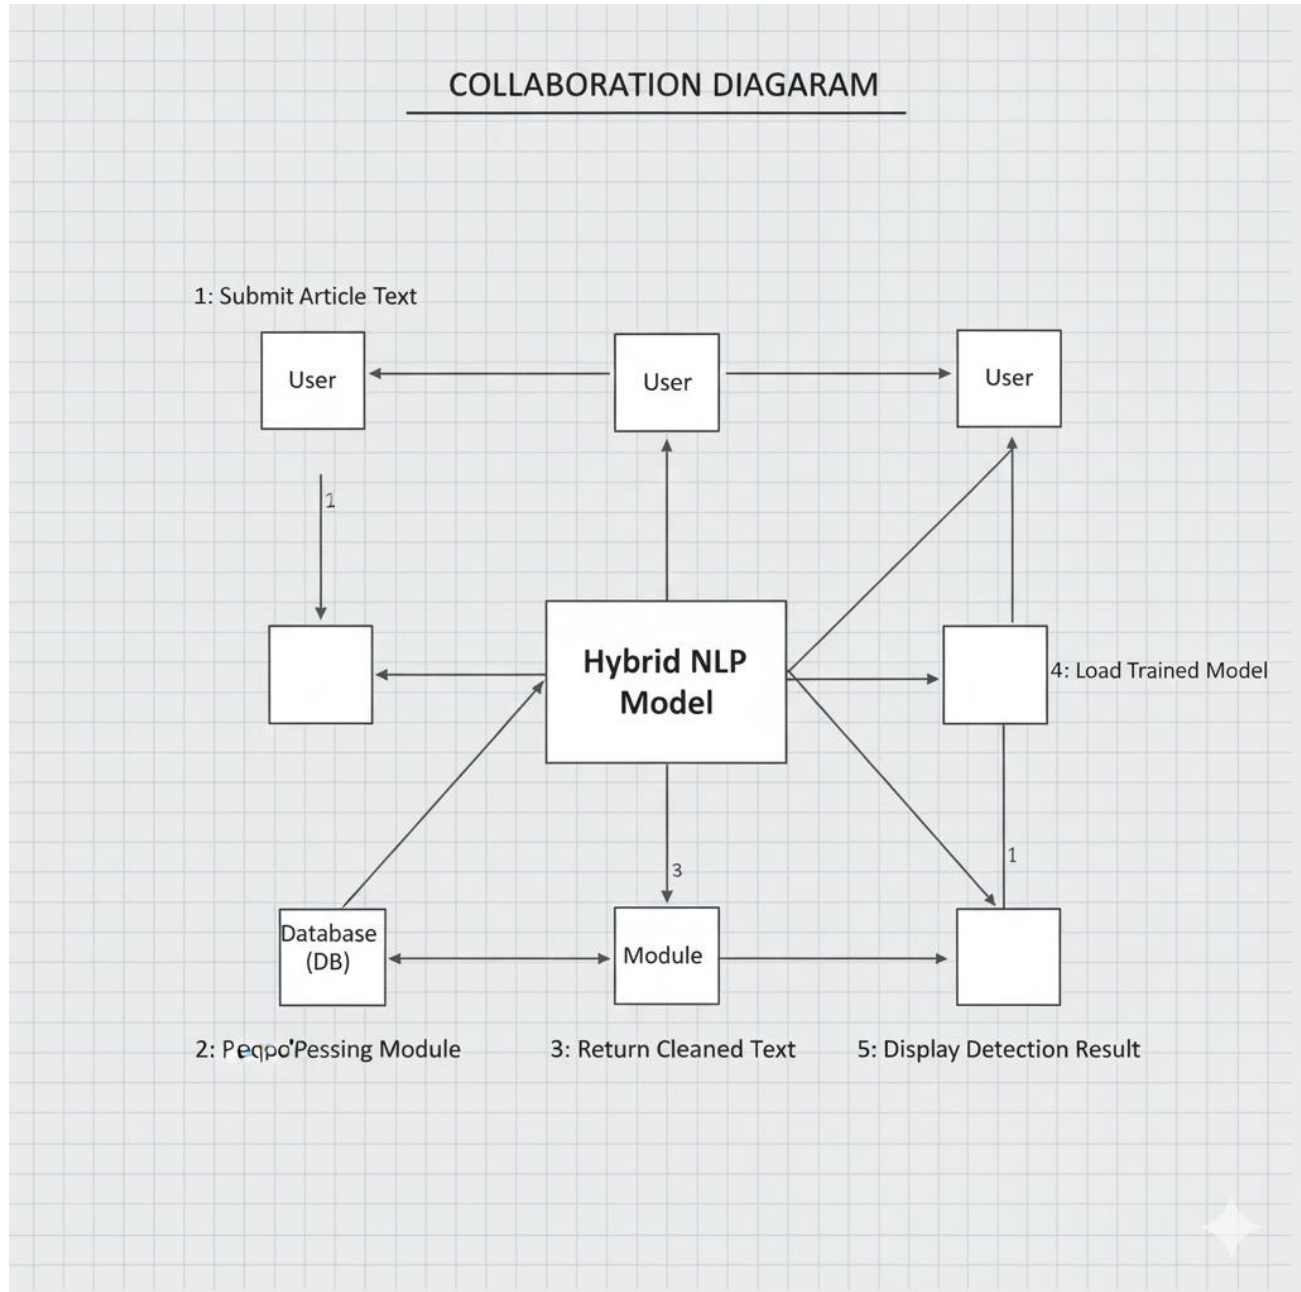 COLLABORATION DIAGARAM
1: Submit Article Text
User
User
User
1
Hybrid NLP
Model
4: Load Trained Model
3
1
Database
(DB)
Module
2: Peqpo'Pessing Module
3: Return Cleaned Text
5: Display Detection Result